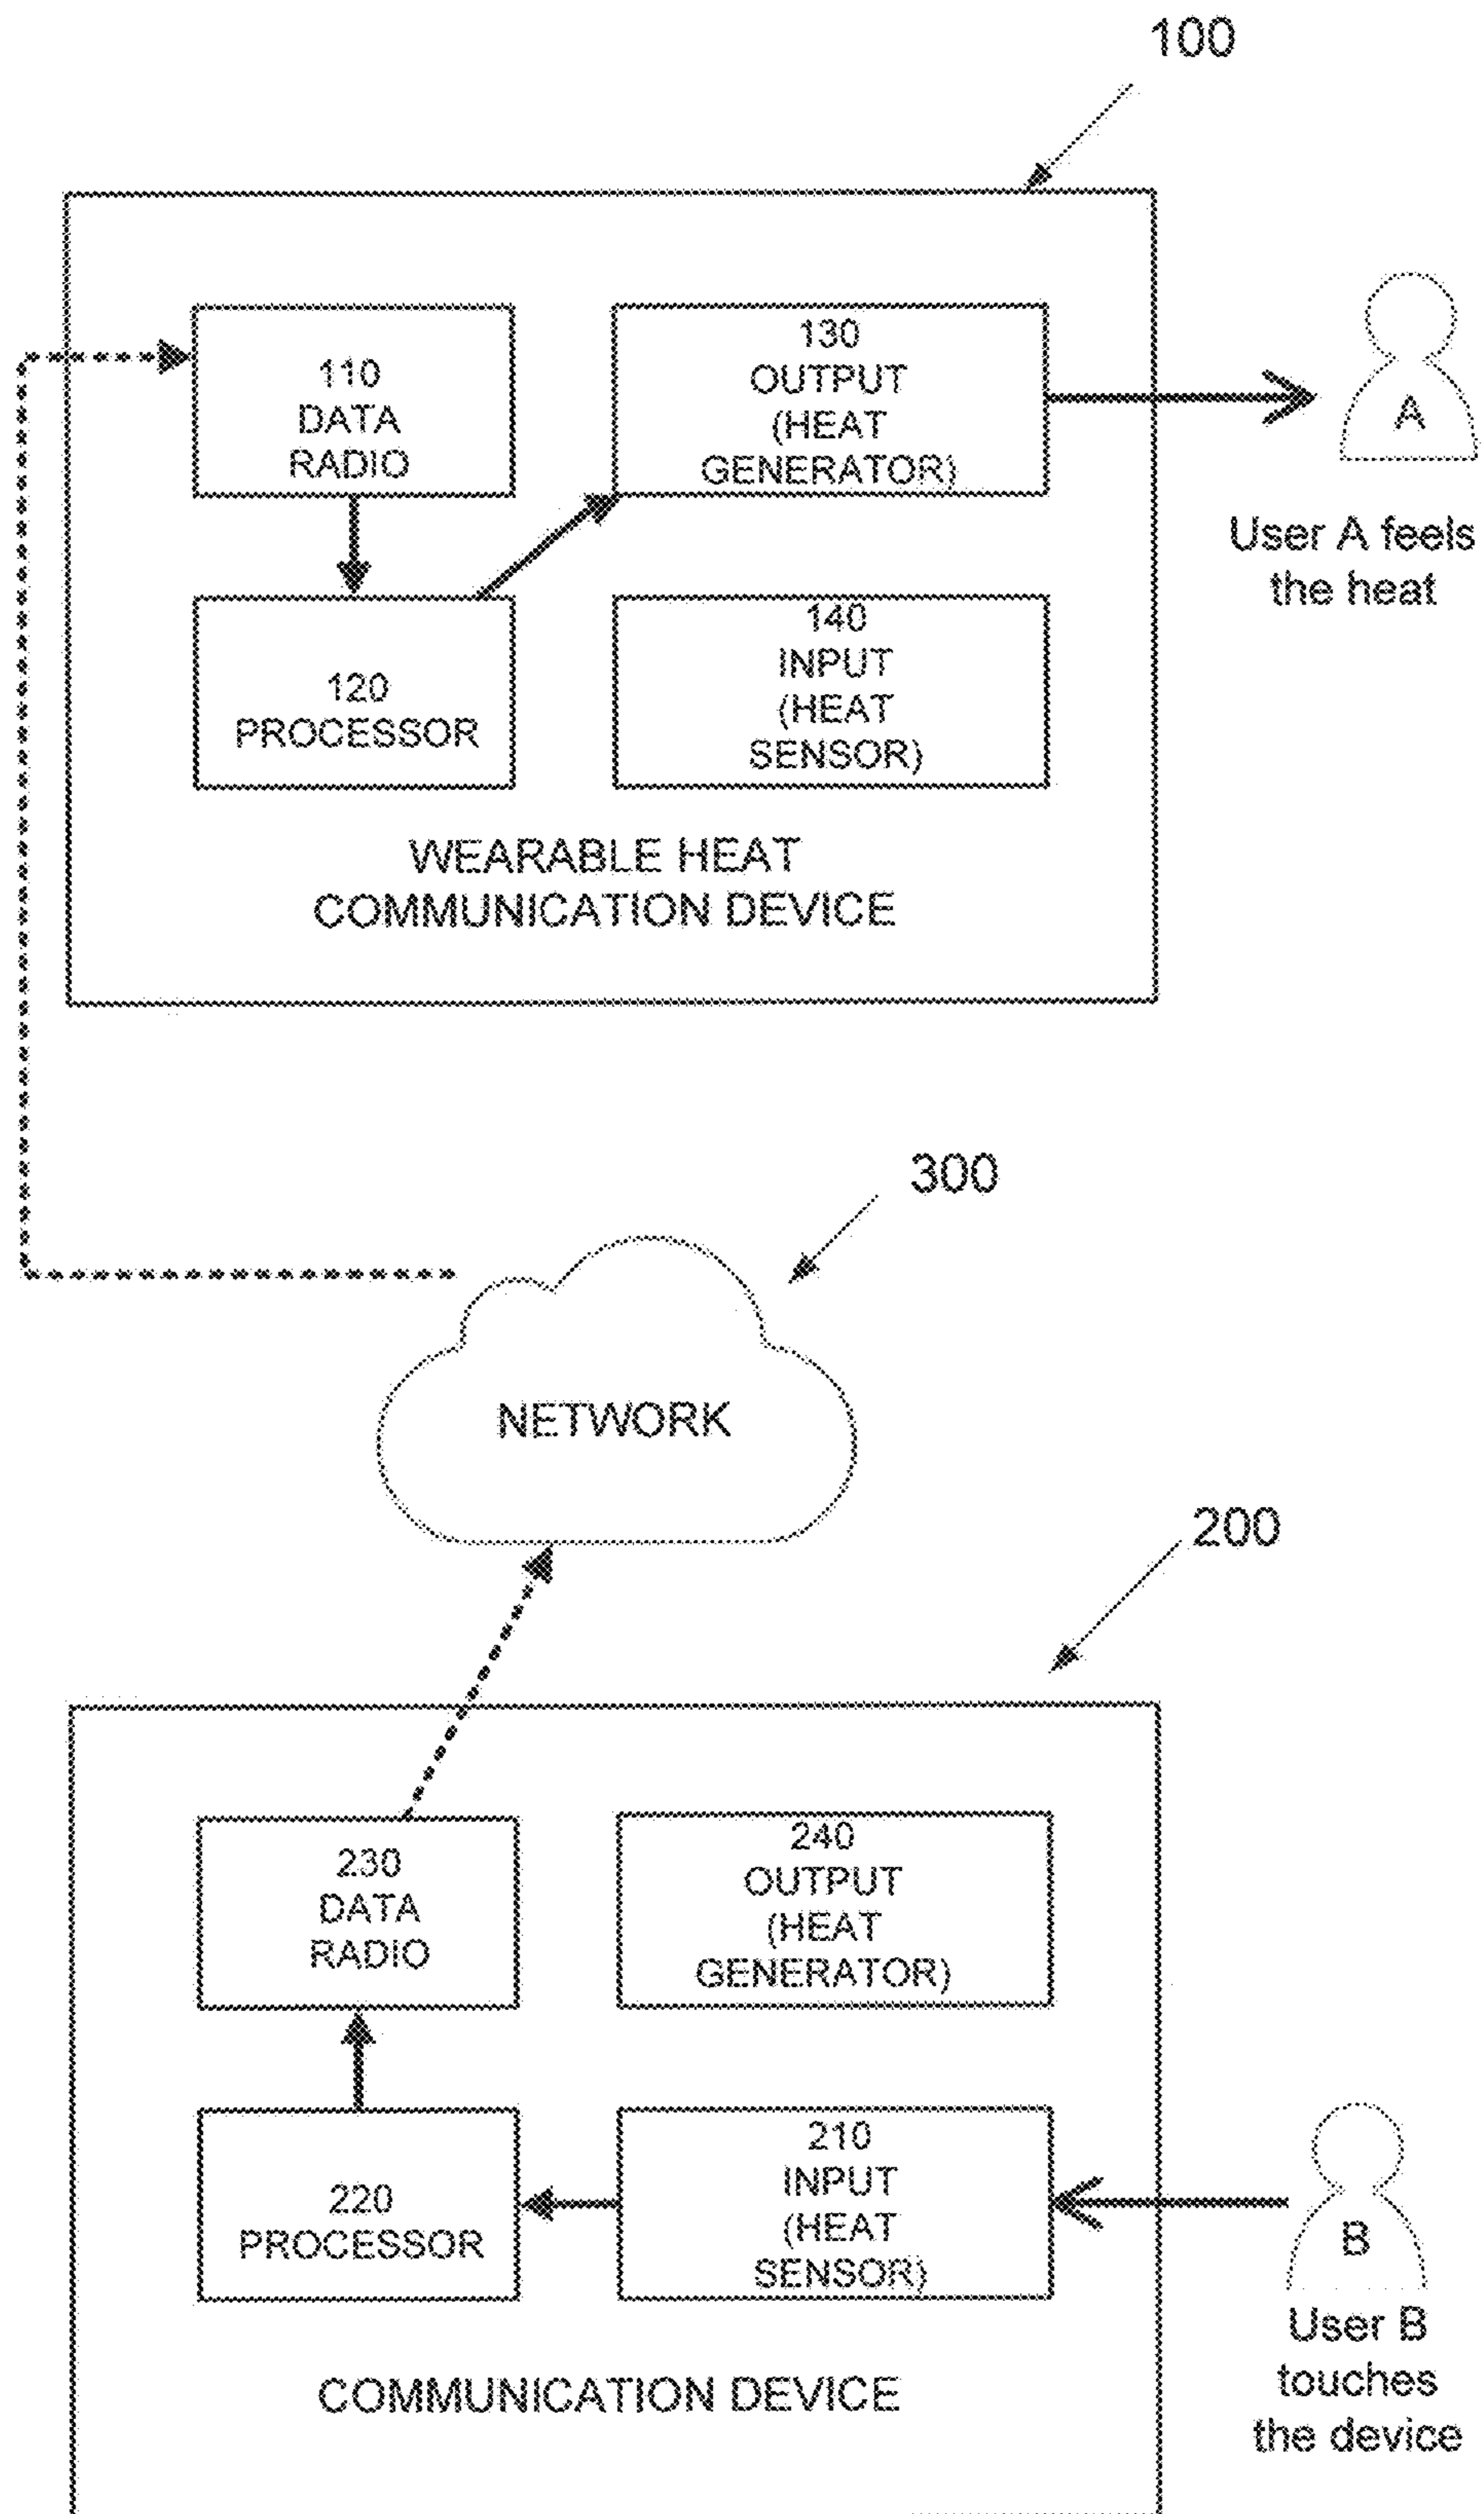 100
110
DATA
RADIO
130
OUTPUT
(HEAT
GENERATOR)
A
User A feels
the heat
120
PROCESSOR
140
INPUT
(HEAT
SENSOR)
WEARABLE HEAT
COMMUNICATION DEVICE
300
NETWORK
200
230
DATA
RADIO
240
OUTPUT
(HEAT
GENERATOR)
220
PROCESSOR
210
INPUT
(HEAT
SENSOR)
B
User B
touches
the device
COMMUNICATION DEVICE